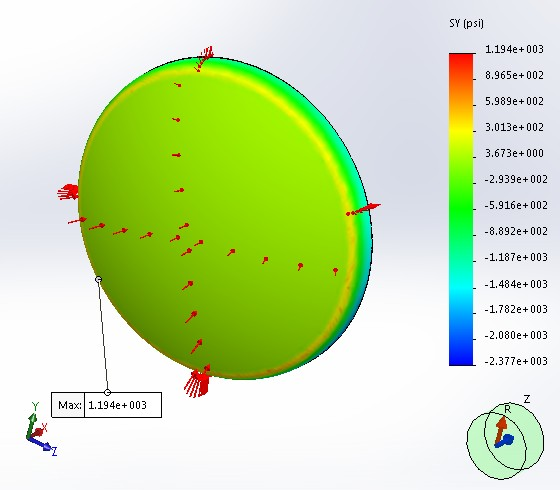 SY (psi)
1.194e+003
8.965e+002
5.989e+002
3.013e+002
3.673e+000
-2.939e+002
-5.916e+002
-8.892e+002
-1.187e+003
-1.484e+003
-1.782e+003
-2.080e+003
-2.377e+003
Max: 1.194e+003
Y
X
Z
Z
R